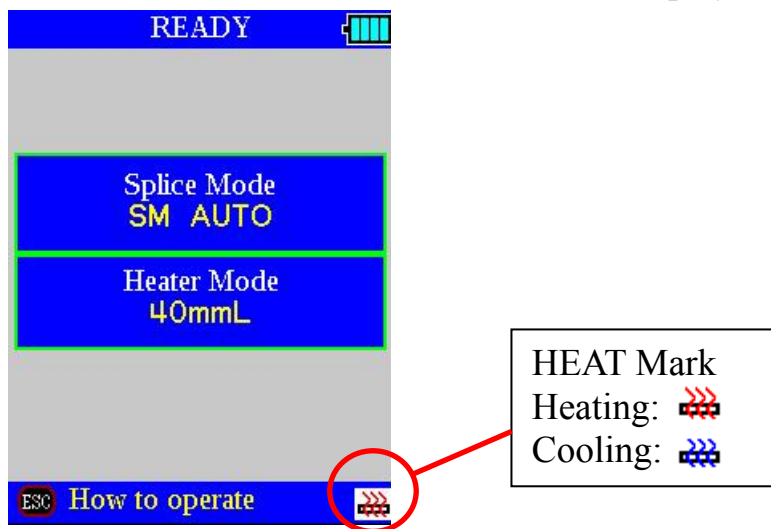 READY
Splice Mode
SM AUTO
Heater Mode
40mmL
ESC How to operate
HEAT Mark
Heating:
Cooling: